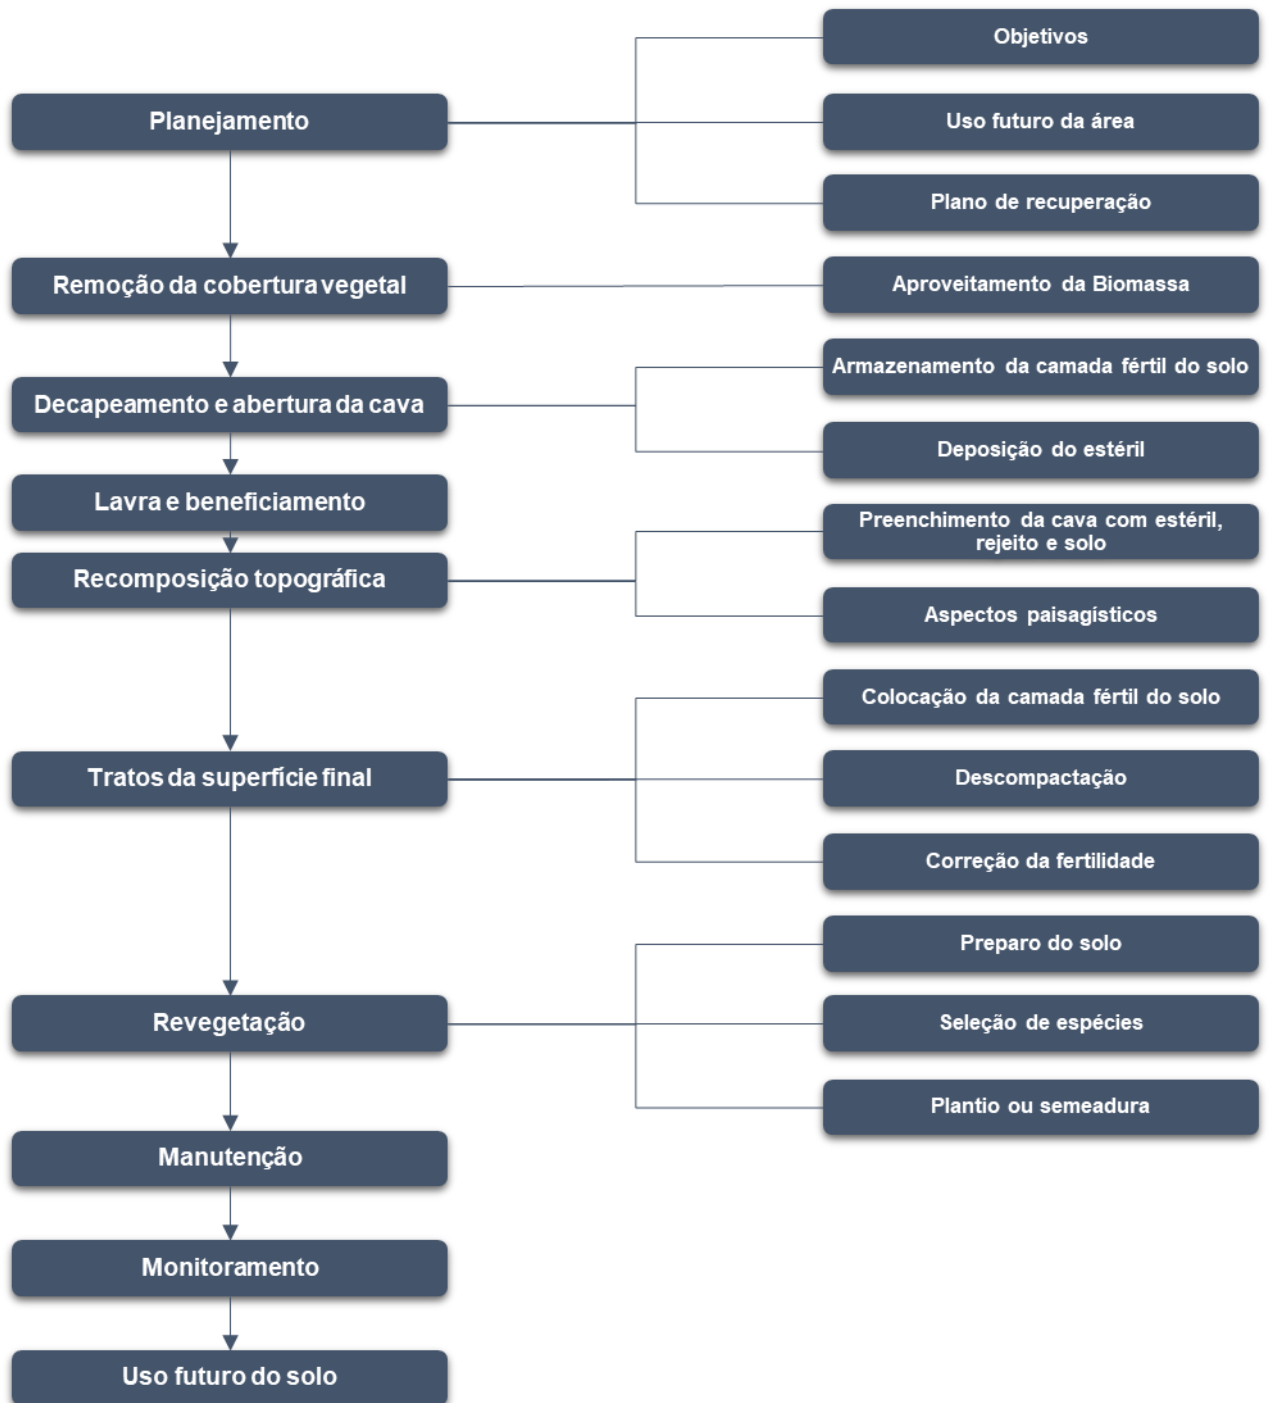 Planejamento
Objetivos
Uso futuro da área
Plano de recuperação
Remoção da cobertura vegetal
Aproveitamento da Biomassa
Decapeamento e abertura da cava
Armazenamento da camada fértil do solo
Deposição do estéril
Lavra e beneficiamento
Recomposição topográfica
Preenchimento da cava com estéril,
rejeito e solo
Aspectos paisagísticos
Tratos da superfície final
Colocação da camada fértil do solo
Descompactação
Correção da fertilidade
Revegetação
Preparo do solo
Seleção de espécies
Plantio ou semeadura
Manutenção
Monitoramento
Uso futuro do solo